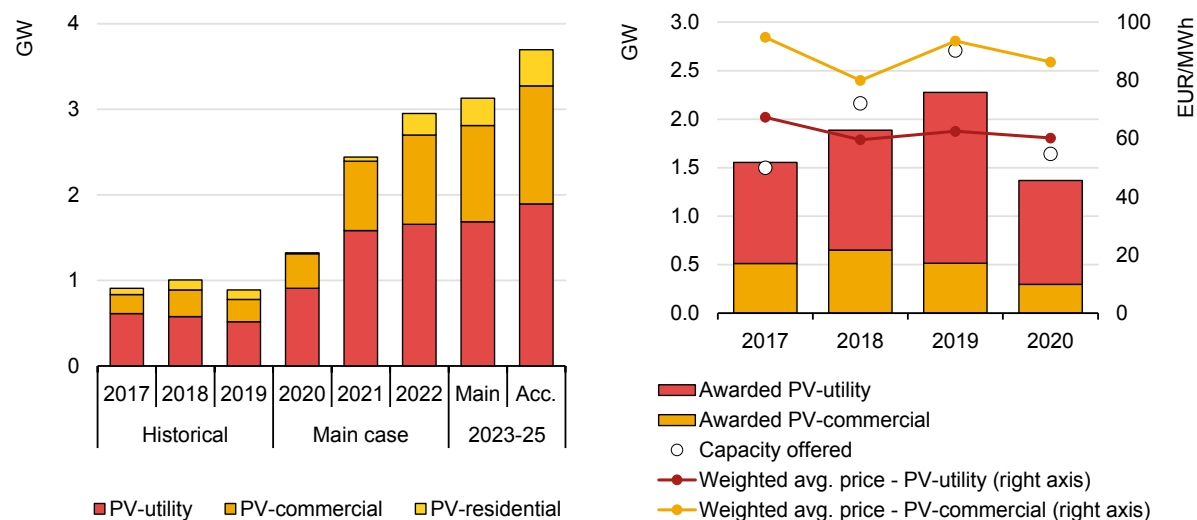 GW
4
3
2
1
0
2017 2018 2019 2020 2021 2022 Main Acc.
Historical Main case 2023-25
PV-utility PV-commercial PV-residential
GW
EUR/MWh
3.0 100
2.5 80
2.0
1.5 60
1.0 40
0.5 20
0.0 0
2017 2018 2019 2020
Awarded PV-utility
Awarded PV-commercial
Capacity offered
Weighted avg. price - PV-utility (right axis)
Weighted avg. price - PV-commercial (right axis)